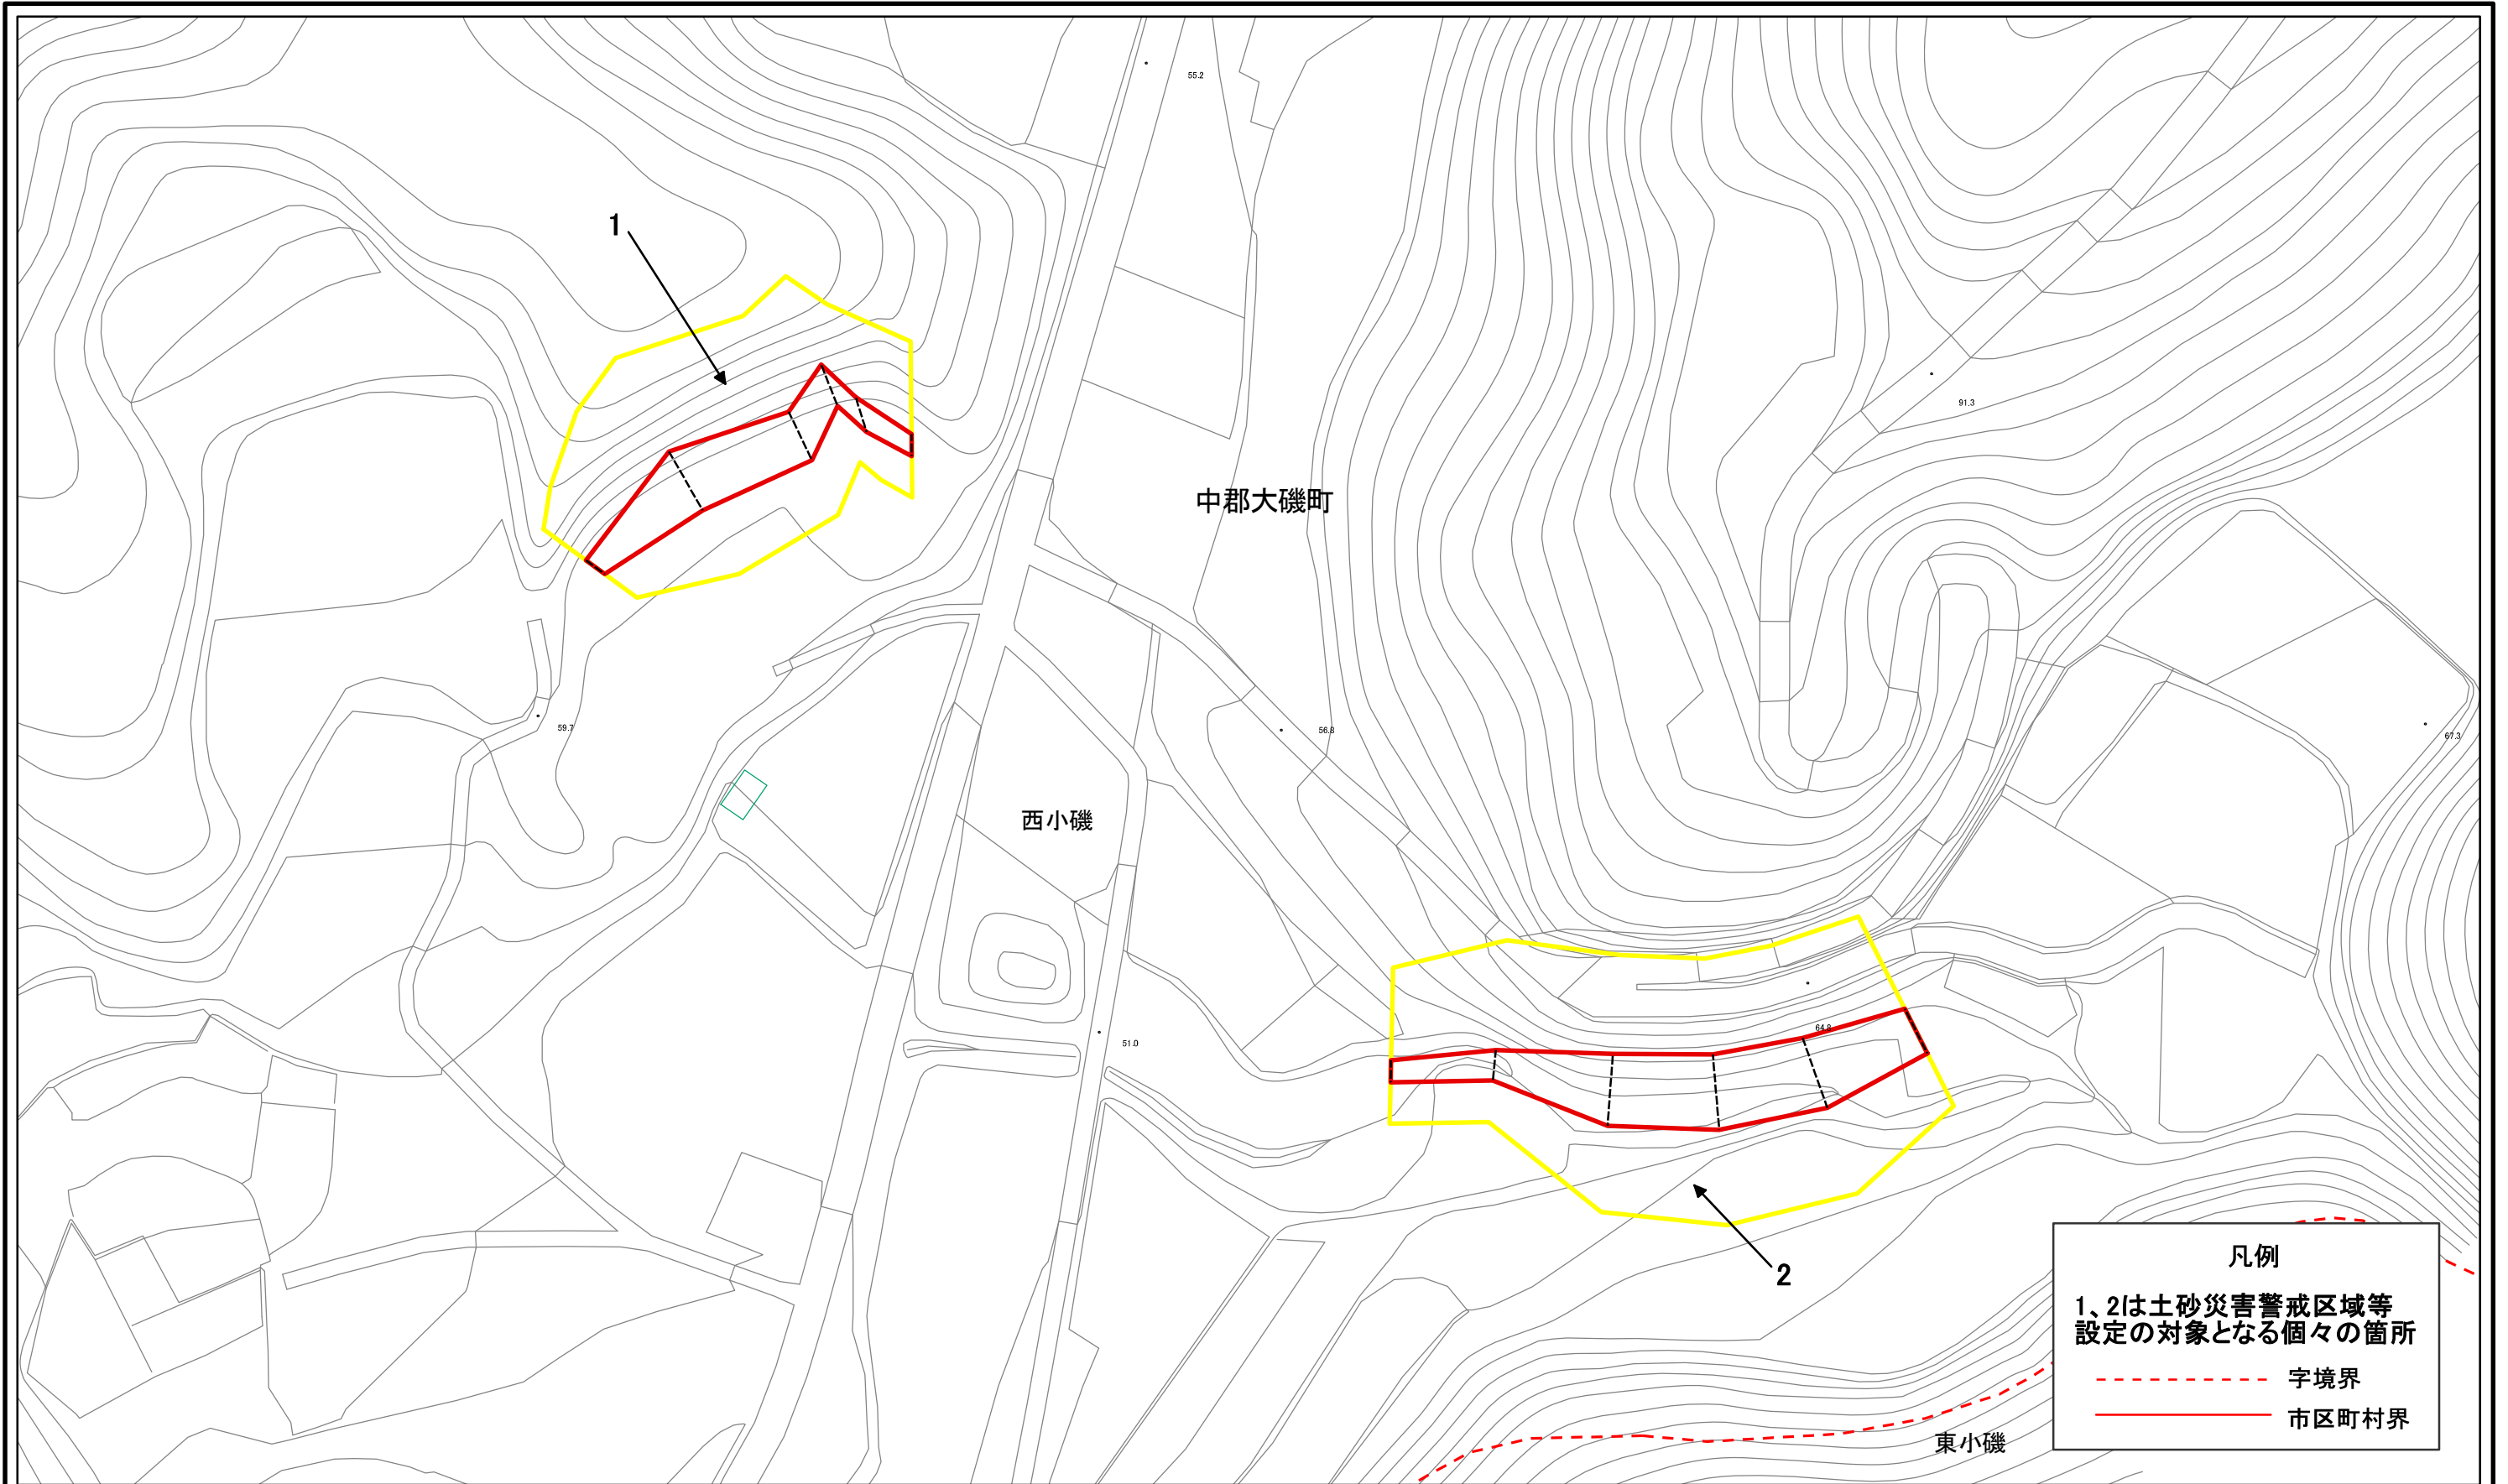 55.2
1
91.3
中郡大磯町
59.7
56.8
67.3
西小磯
64.8
51.0
2
凡例
1、2は土砂災害警戒区域等
設定の対象となる個々の箇所
字境界
市区町村界
東小磯